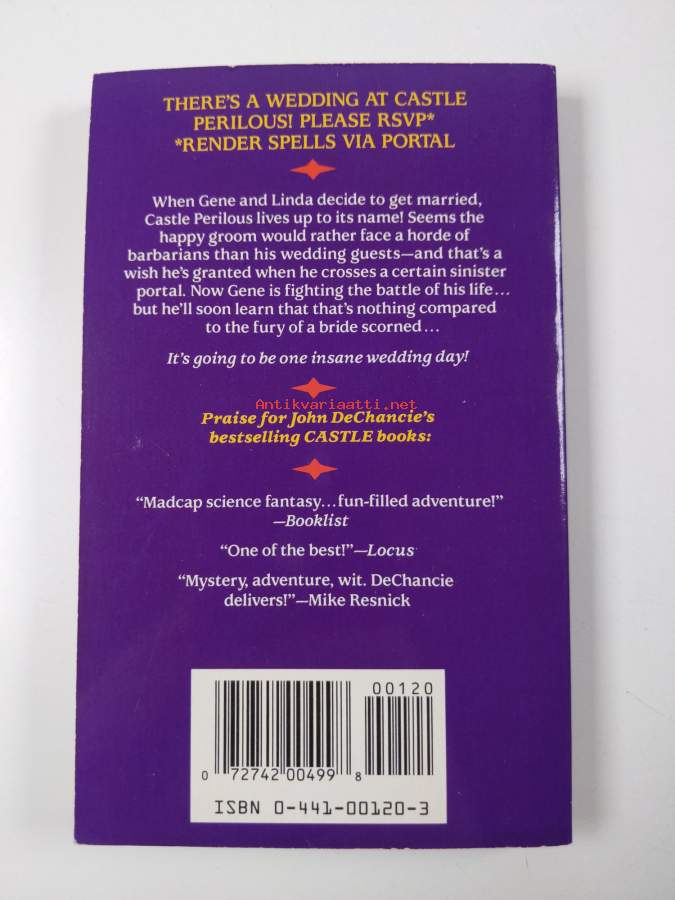 THERE'S A WEDDING AT CASTLE
PERILOUS! PLEASE RSVP*
*RENDER SPELLS VIA PORTAL
When Gene and Linda decide to get married,
Castle Perilous lives up to its name! Seems the
happy groom would rather face a horde of
barbarians than his wedding guests—and that's a
wish he's granted when he crosses a certain sinister
portal. Now Gene is fighting the battle of his life...
but he'll soon learn that that's nothing compared
to the fury of a bride scorned...
It's going to be one insane wedding day!
Antikvariaatti.net
Praise for John DeChancie's
bestselling CASTLE books:
“Madcap science fantasy...fun-filled adventure!”
—Booklist
“One of the best!”—Locus
“Mystery, adventure, wit. DeChancie
delivers!”—Mike Resnick
00120
0 72742 00499 8
ISBN 0-441-00120-3